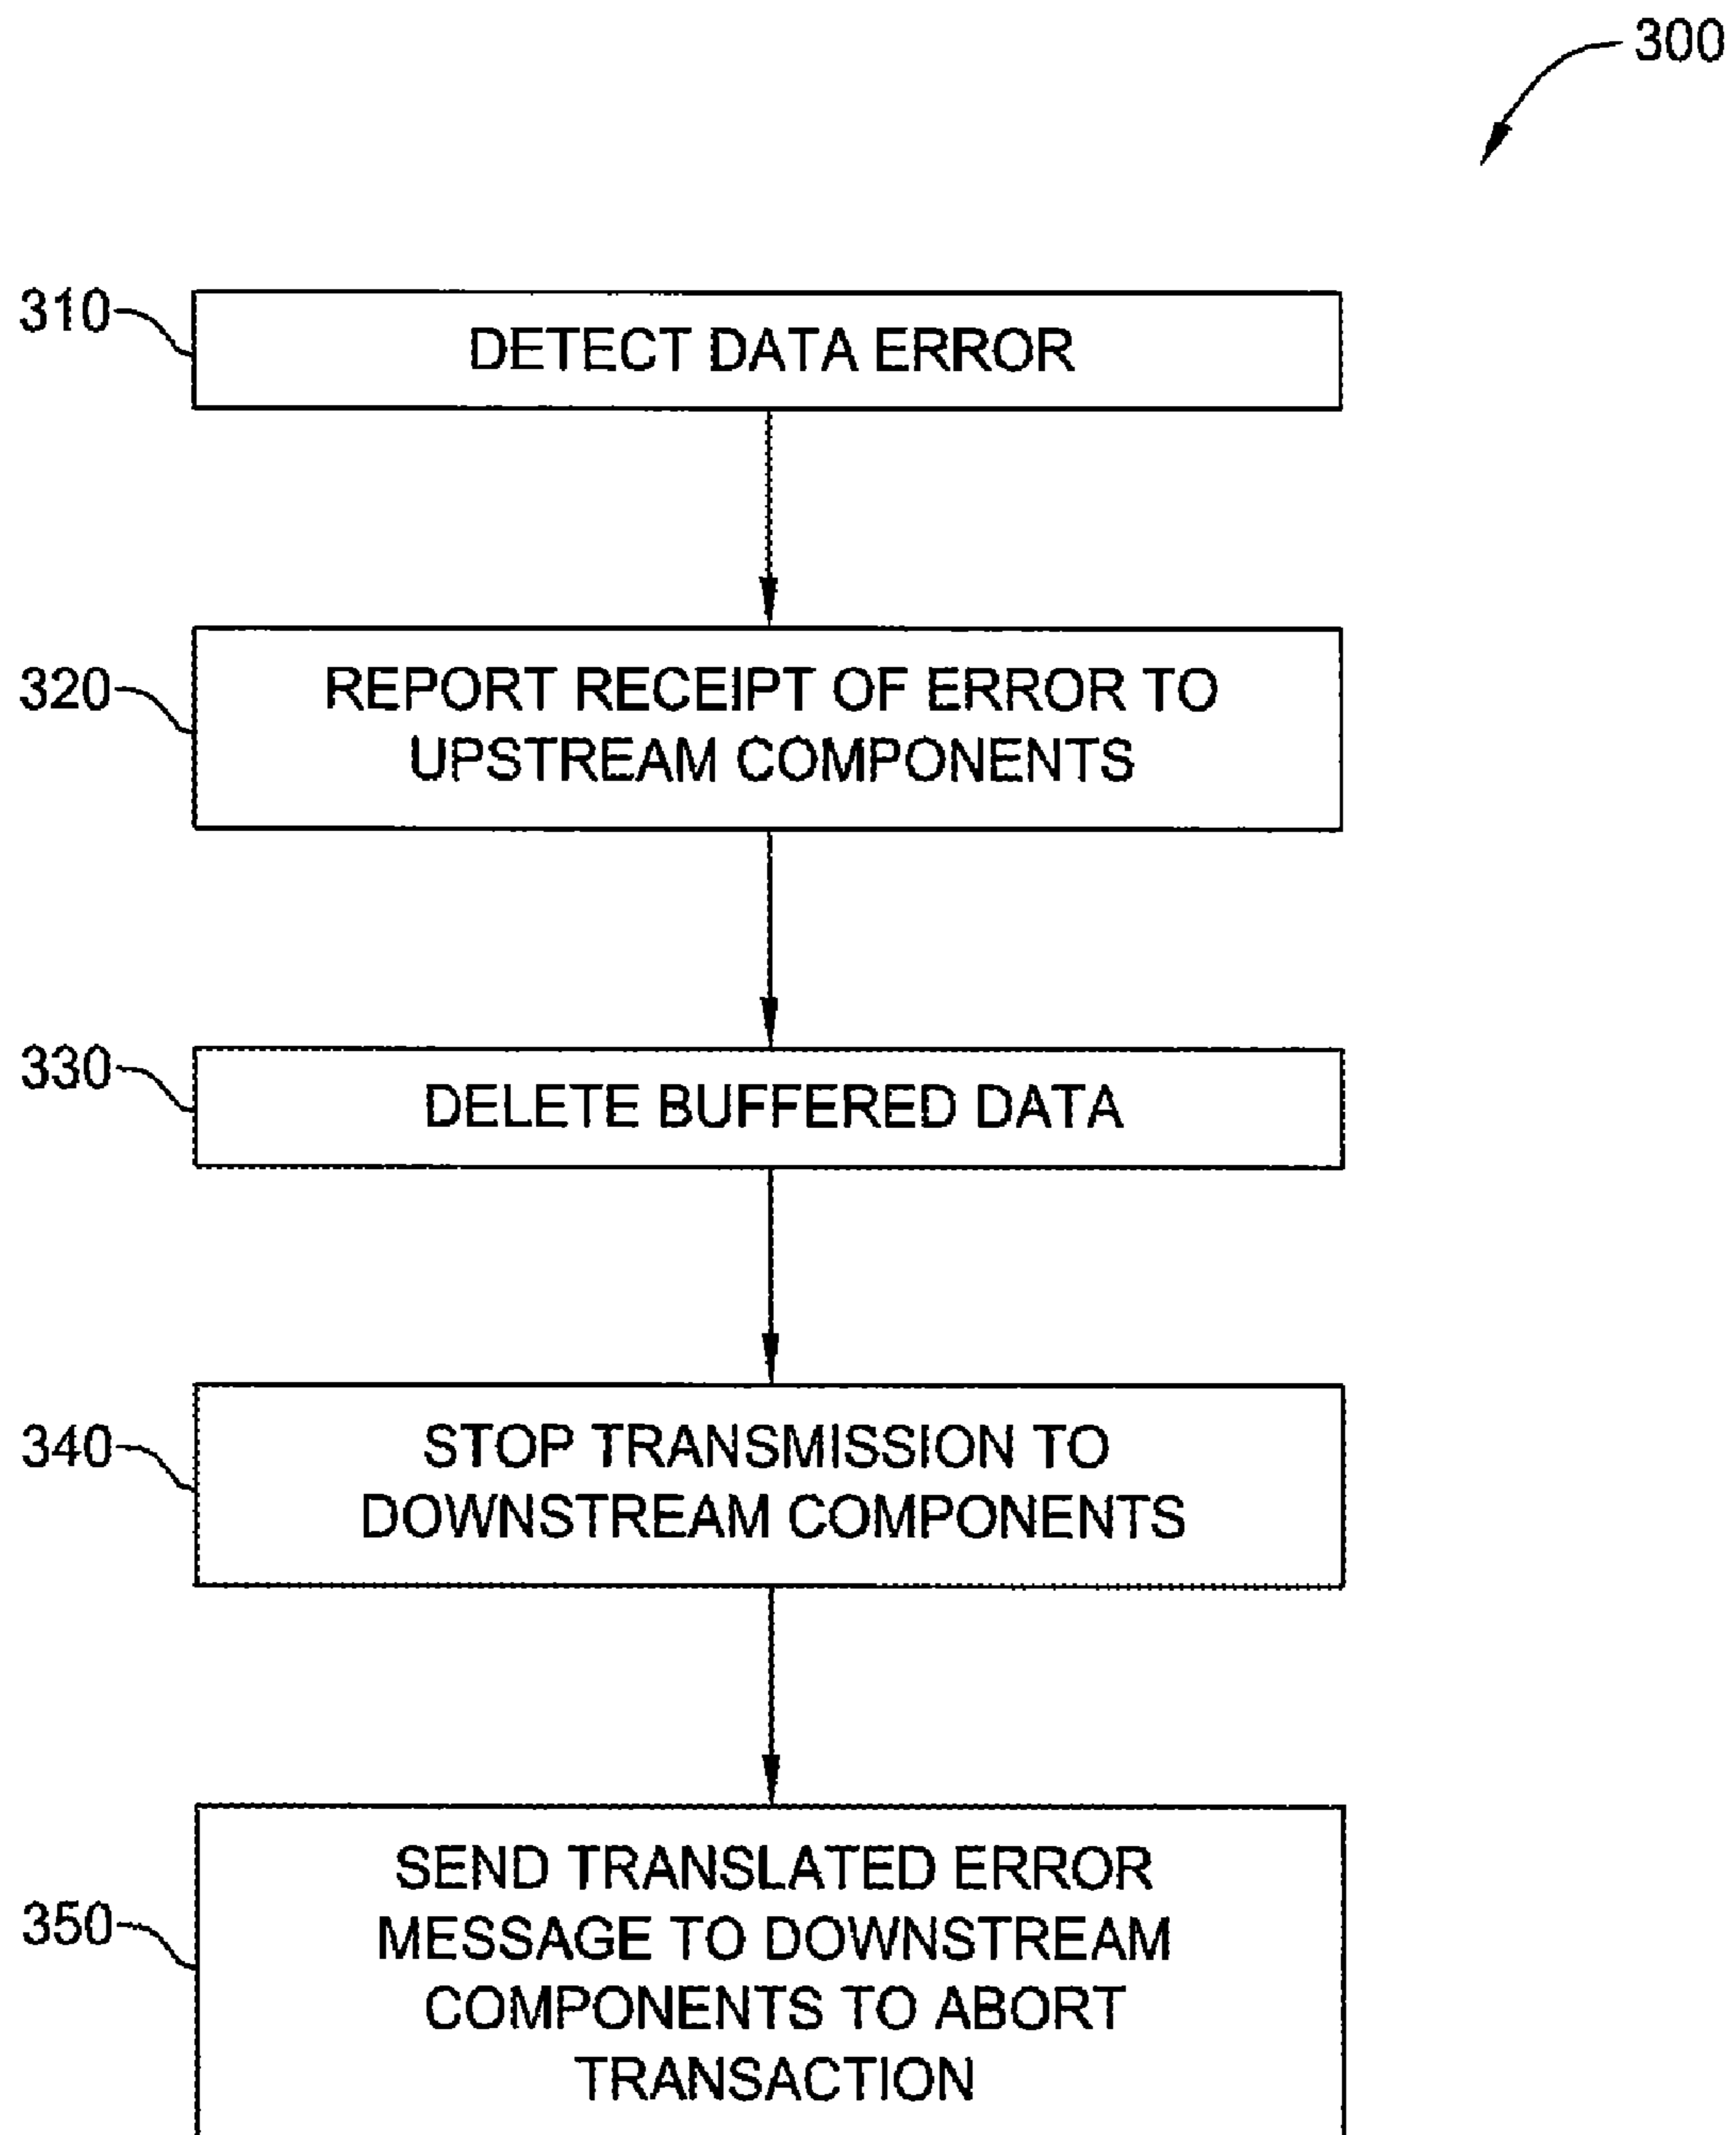 300
310
DETECT DATA ERROR
320
REPORT RECEIPT OF ERROR TO
UPSTREAM COMPONENTS
330
DELETE BUFFERED DATA
340
STOP TRANSMISSION TO
DOWNSTREAM COMPONENTS
350
SEND TRANSLATED ERROR
MESSAGE TO DOWNSTREAM
COMPONENTS TO ABORT
TRANSACTION